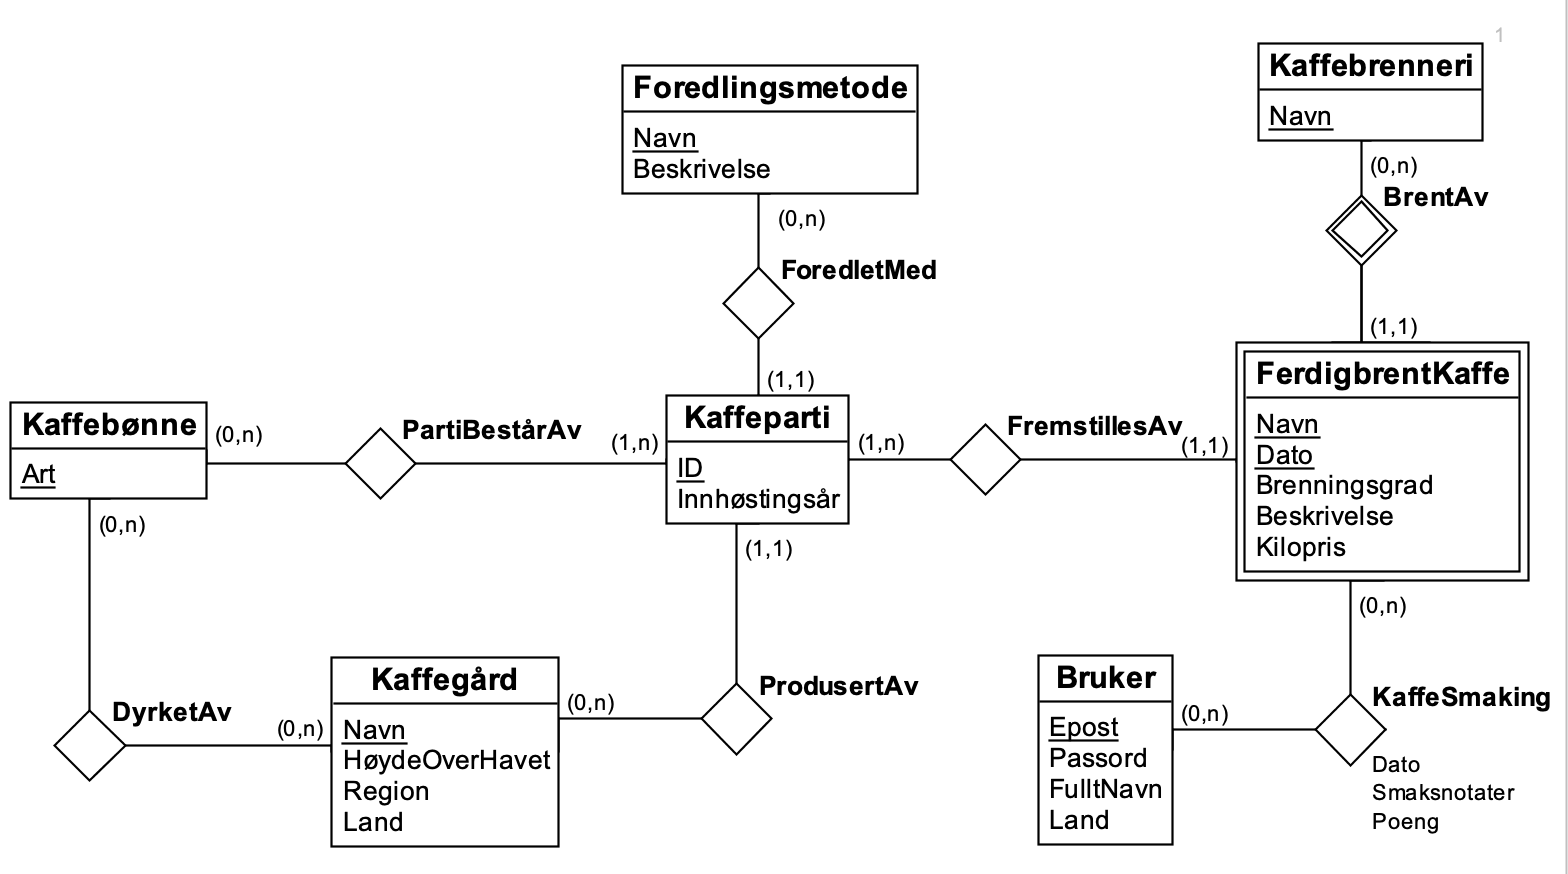 1
Foredlingsmetode
Navn
Beskrivelse
(0,n)
ForedletMed
(1,1)
Kaffebrenneri
Navn
(0,n)
BrentAv
(1,1)
Kaffebønne
Art
(0,n)
PartiBestårAv
(1,n)
Kaffeparti
ID
Innhøstingsår
(1,n)
FremstillesAv
(1,1)
FerdigbrentKaffe
Navn
Dato
Brenningsgrad
Beskrivelse
Kilopris
(0,n)
DyrketAv
(0,n)
Kaffegård
Navn
HøydeOverHavet
Region
Land
(0,n)
(1,1)
ProdusertAv
Bruker
Epost
Passord
FulltNavn
Land
(0,n)
(0,n)
KaffeSmaking
Dato
Smaksnotater
Poeng